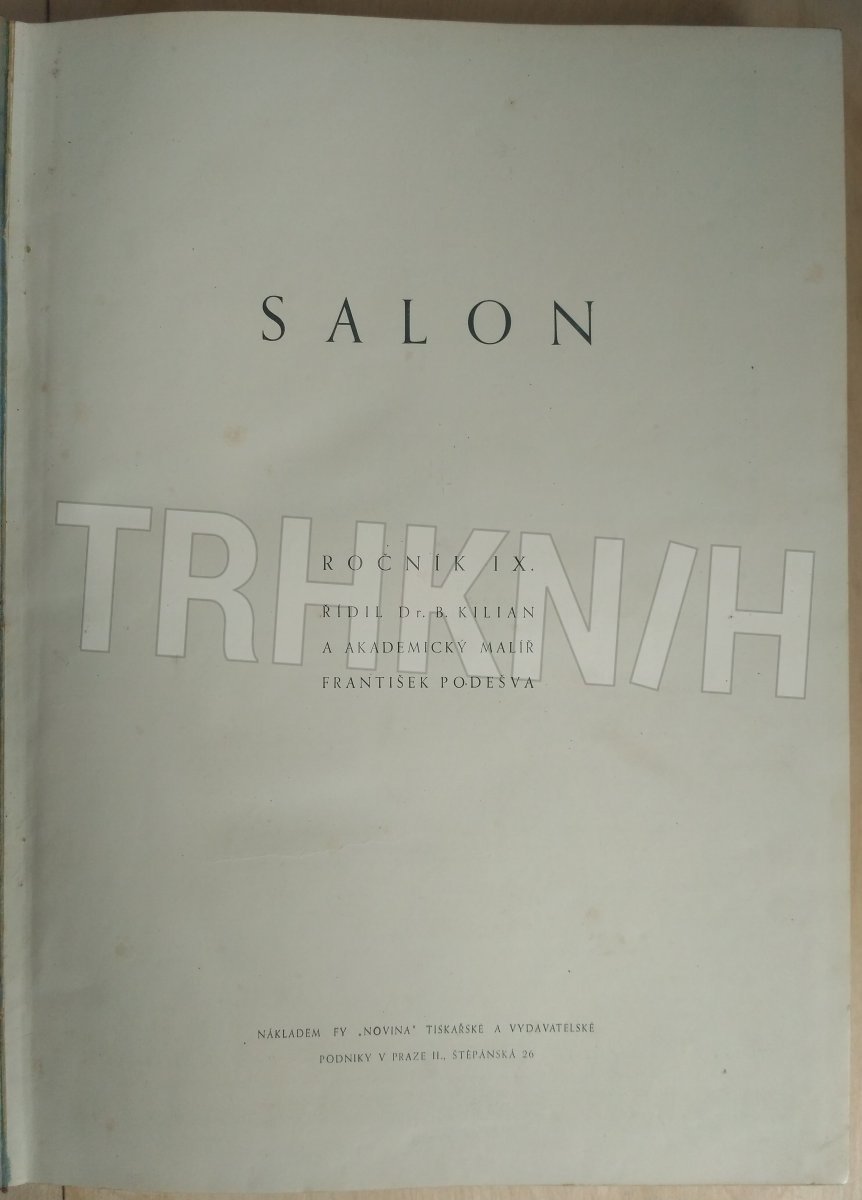 SALON
ROČNÍK IX.
ŘÍDIL Dr. B. KILIAN
A AKADEMICKÝ MALÍŘ
FRANTIŠEK PODEŠVA
TRHKN/H
NÁKLADEM FY „NOVINA" TISKAŘSKÉ A VYDAVATELSKÉ
PODNIKY V PRAZE II., ŠTĚPÁNSKÁ 26